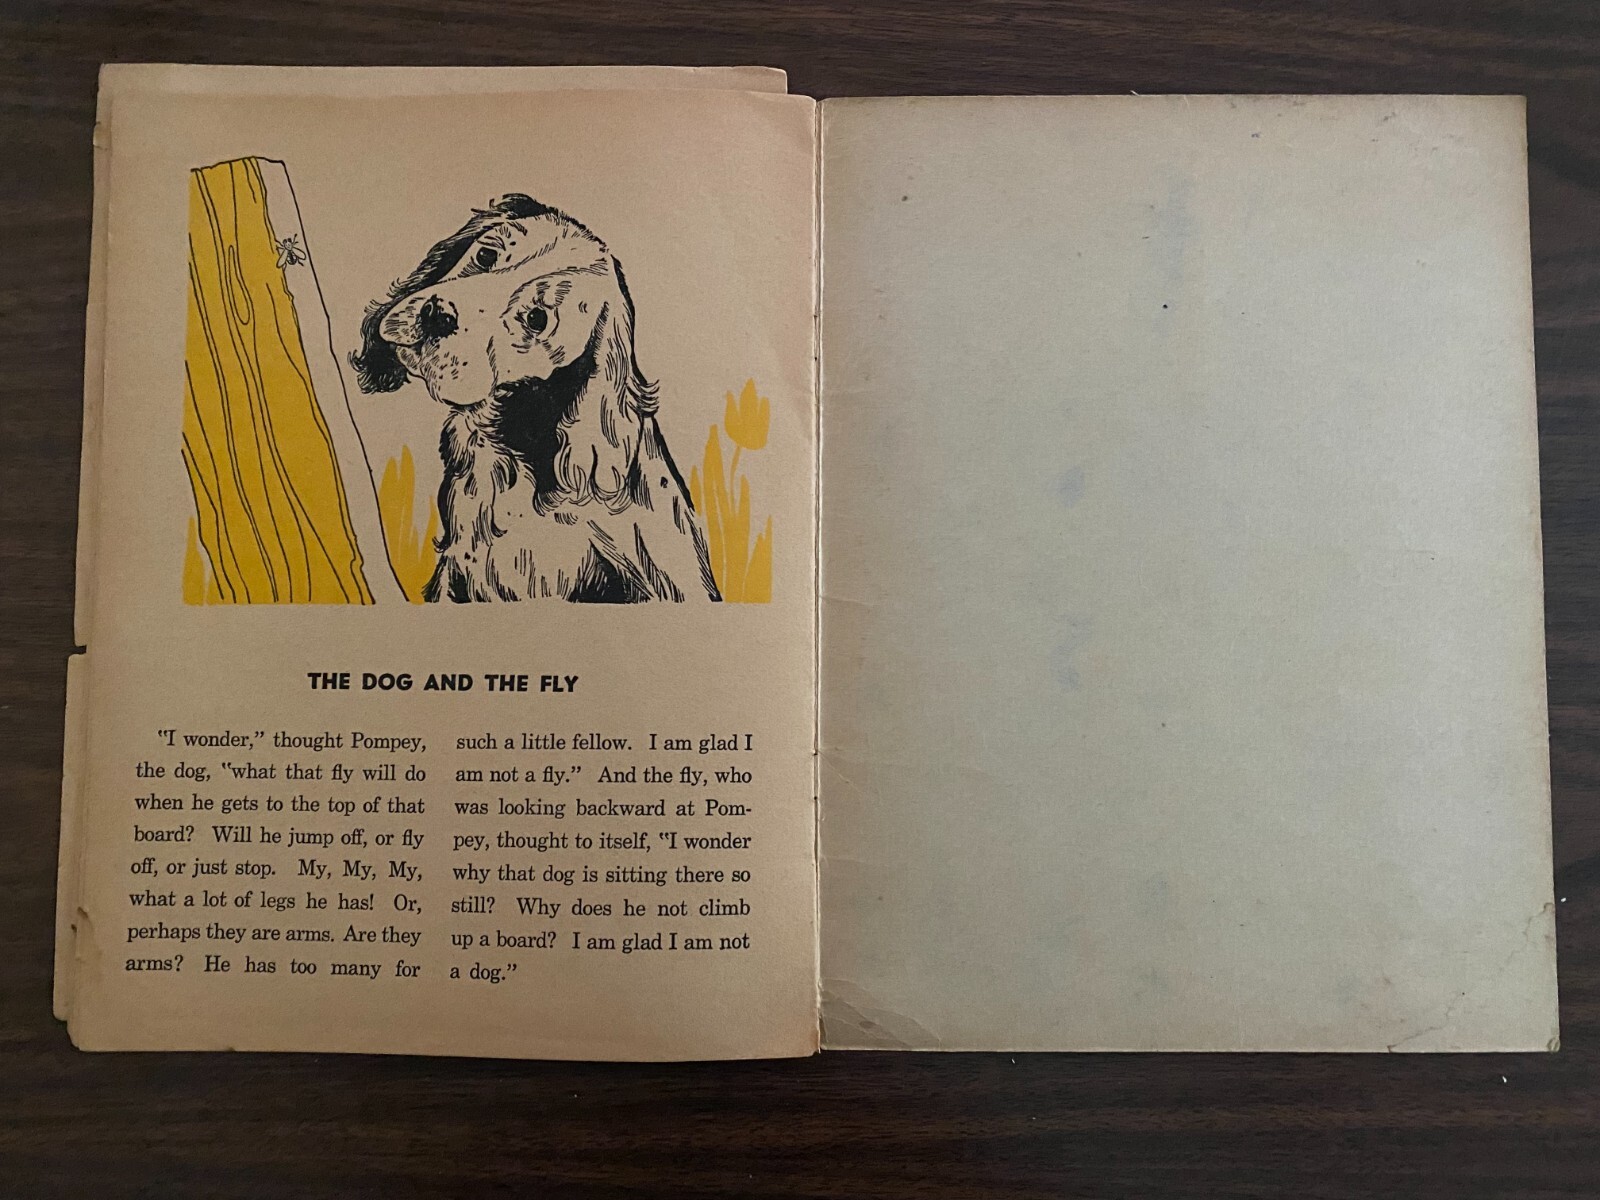 THE DOG AND THE FLY
"I wonder," thought Pompey,
the dog, "what that fly will do
when he gets to the top of that
board? Will he jump off, or fly
off, or just stop. My, My, My,
what a lot of legs he has! Or,
perhaps they are arms. Are they
arms? He has too many for
such a little fellow. I am glad I
am not a fly." And the fly, who
was looking backward at Pom-
pey, thought to itself, "I wonder
why that dog is sitting there so
still? Why does he not climb
up a board? I am glad I am not
a dog."